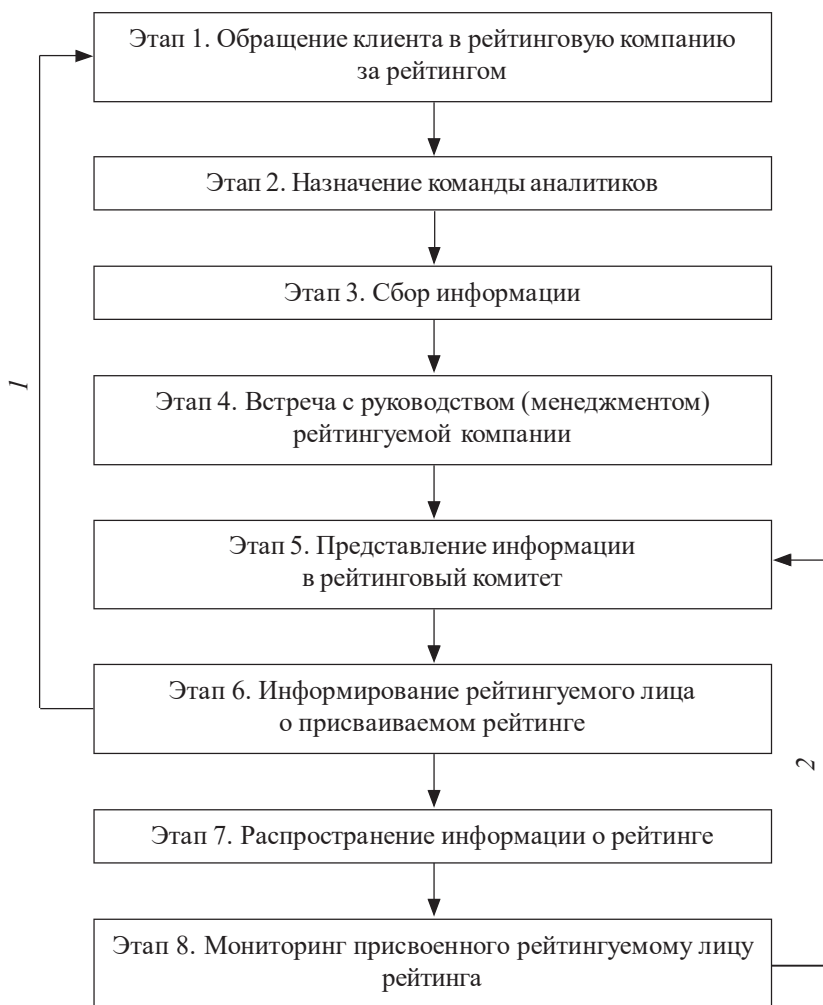 Этап 1. Обращение клиента в рейтинговую компанию
за рейтингом
Этап 2. Назначение команды аналитиков
Этап 3. Сбор информации
1
Этап 4. Встреча с руководством (менеджментом)
рейтингуемой компании
Этап 5. Представление информации
в рейтинговый комитет
Этап 6. Информирование рейтингуемого лица
о присваиваемом рейтинге
2
Этап 7. Распространение информации о рейтинге
Этап 8. Мониторинг присвоенного рейтингуемому лицу
рейтинга